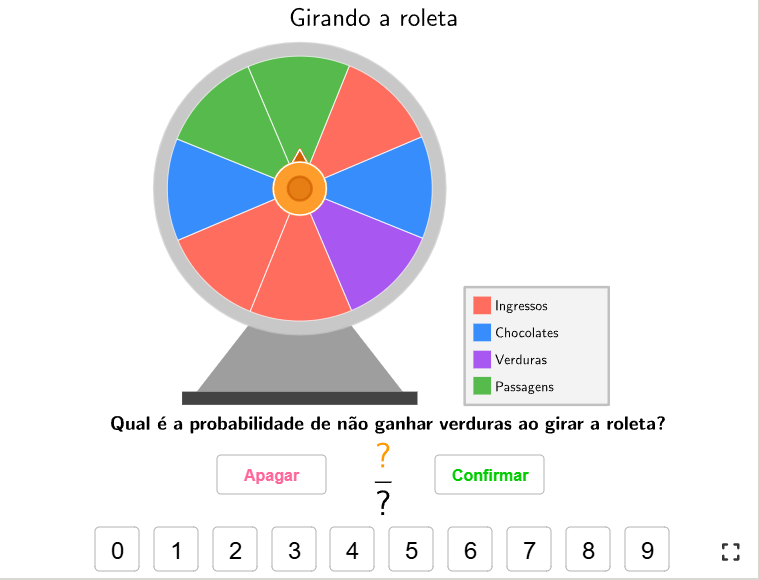 Girando a roleta
Ingressos
Chocolates
Verduras
Passagens
Qual é a probabilidade de não ganhar verduras ao girar a roleta?
Apagar
?
?
Confirmar
0 1 2 3 4 5 6 7 8 9